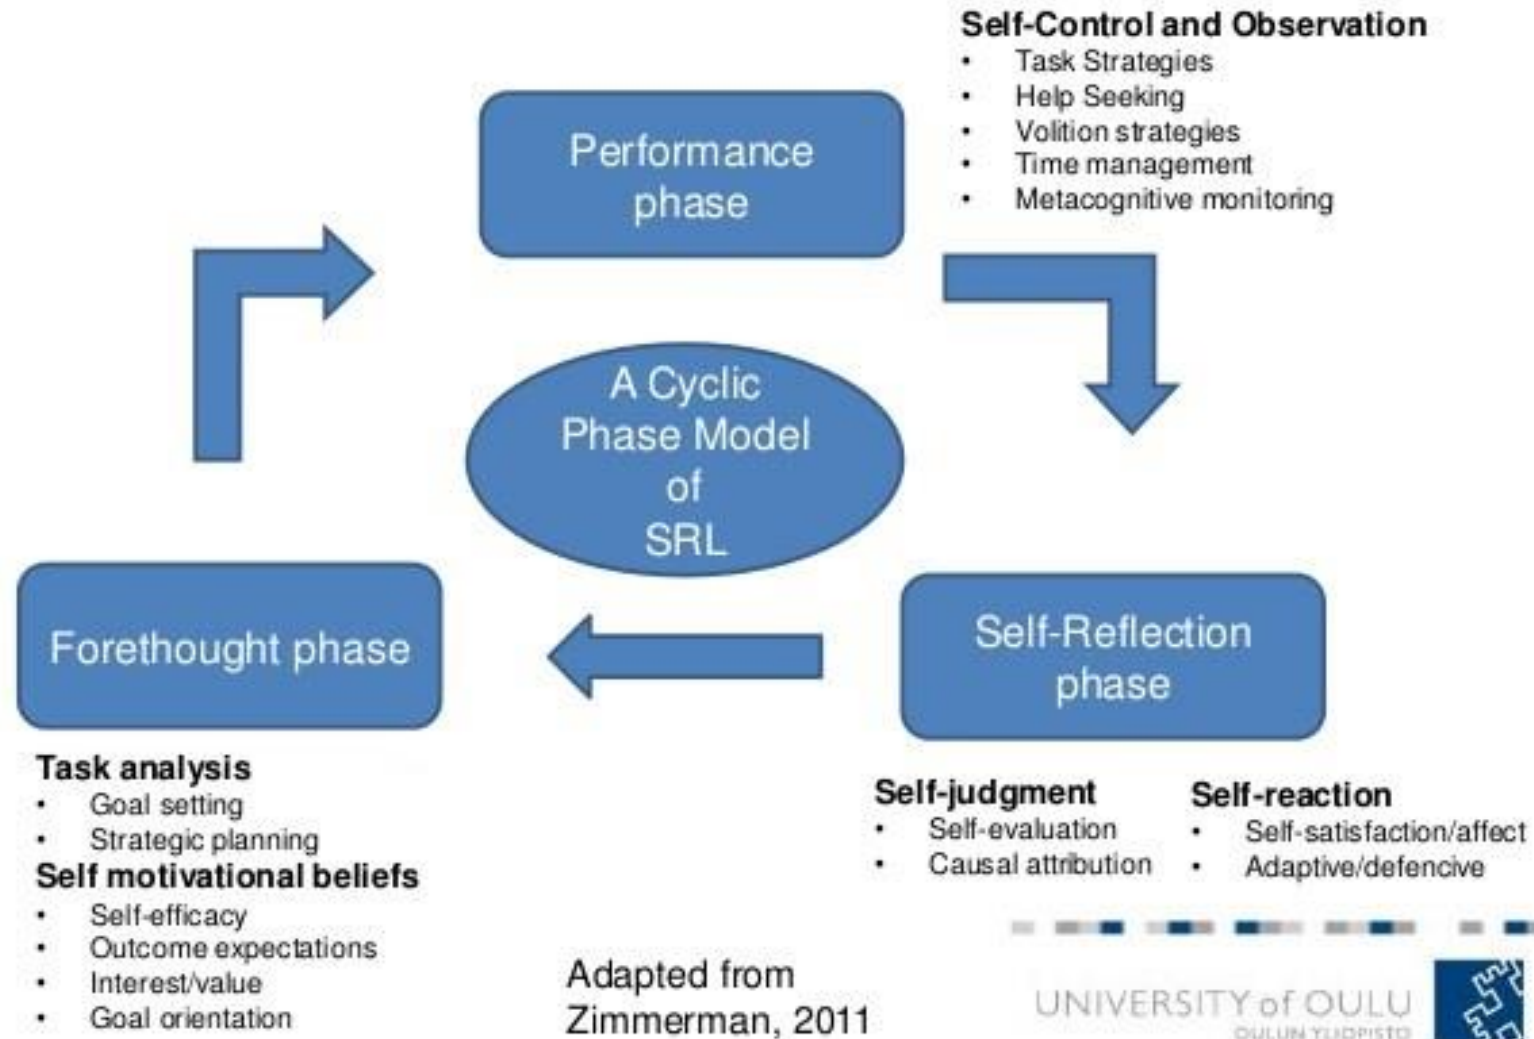 Self-Control and Observation
• Task Strategies
• Help Seeking
• Volition strategies
• Time management
• Metacognitive monitoring
Performance
phase
A Cyclic
Phase Model
of
SRL
Forethought phase
Self-Reflection
phase
Task analysis
• Goal setting
• Strategic planning
Self motivational beliefs
• Self-efficacy
• Outcome expectations
• Interest/value
• Goal orientation
Self-judgment
• Self-evaluation
• Causal attribution
Self-reaction
• Self-satisfaction/affect
• Adaptive/defencive
Adapted from
Zimmerman, 2011
UNIVERSITY of OULU
OULUN YLIOPISTO